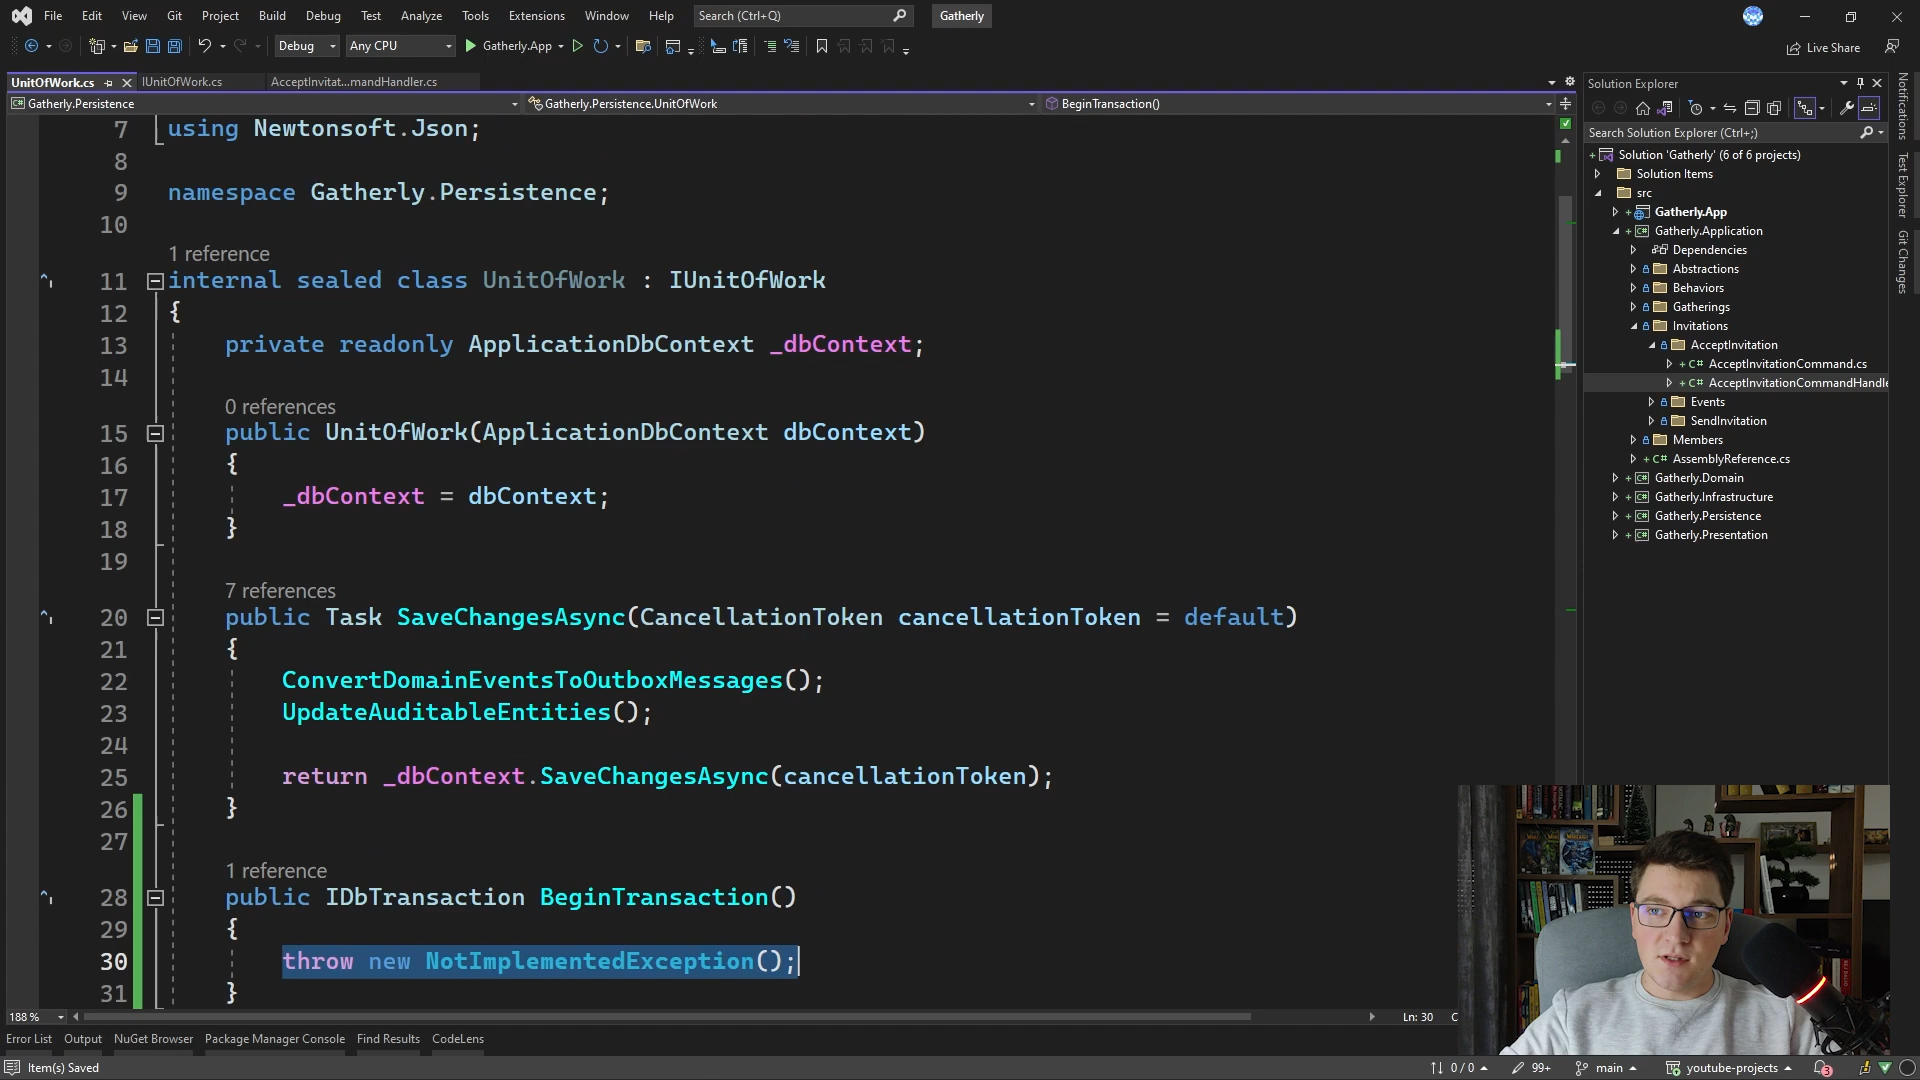 File Edit View Git Project Build Debug Test Analyze Tools Extensions Window Help Search (Ctrl+Q) Gatherly
Debug Any CPU Gatherly.App Live Share
UnitOfWork.cs IUnitOfWork.cs AcceptInvitat...mandHandler.cs
Gatherly.Persistence Gatherly.Persistence.UnitOfWork BeginTransaction()
7 using Newtonsoft.Json;
8
9 namespace Gatherly.Persistence;
10
1 reference
11 internal sealed class UnitOfWork : IUnitOfWork
12 {
13 private readonly ApplicationDbContext _dbContext;
14
0 references
15 public UnitOfWork(ApplicationDbContext dbContext)
16 {
17 _dbContext = dbContext;
18 }
19
7 references
20 public Task SaveChangesAsync(CancellationToken cancellationToken = default)
21 {
22 ConvertDomainEventsToOutboxMessages();
23 UpdateAuditableEntities();
24
25 return _dbContext.SaveChangesAsync(cancellationToken);
26 }
27
1 reference
28 public IDbTransaction BeginTransaction()
29 {
30 throw new NotImplementedException();
31 }
188 % Ln: 30 C
Solution Explorer
Search Solution Explorer (Ctrl+;)
Solution 'Gatherly' (6 of 6 projects)
Solution Items
src
Gatherly.App
Gatherly.Application
Dependencies
Abstractions
Behaviors
Gatherings
Invitations
AcceptInvitation
C# AcceptInvitationCommand.cs
C# AcceptInvitationCommandHandle
Events
SendInvitation
Members
C# AssemblyReference.cs
Gatherly.Domain
Gatherly.Infrastructure
Gatherly.Persistence
Gatherly.Presentation
Notifications
Test Explorer
Git Changes
Error List Output NuGet Browser Package Manager Console Find Results CodeLens
Item(s) Saved 0 / 0 99+ main youtube-projects 3